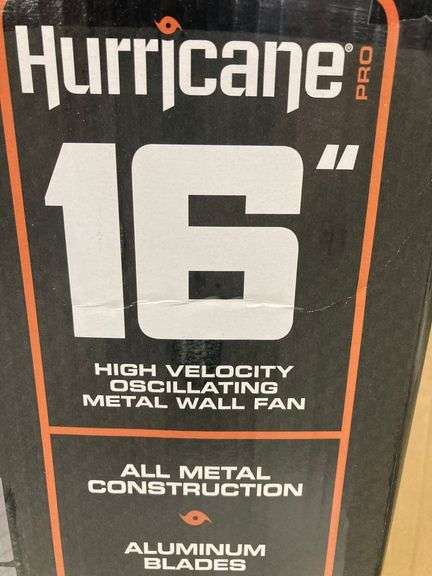 Hurricane® PRO
16"
HIGH VELOCITY
OSCILLATING
METAL WALL FAN
ALL METAL
CONSTRUCTION
ALUMINUM
BLADES